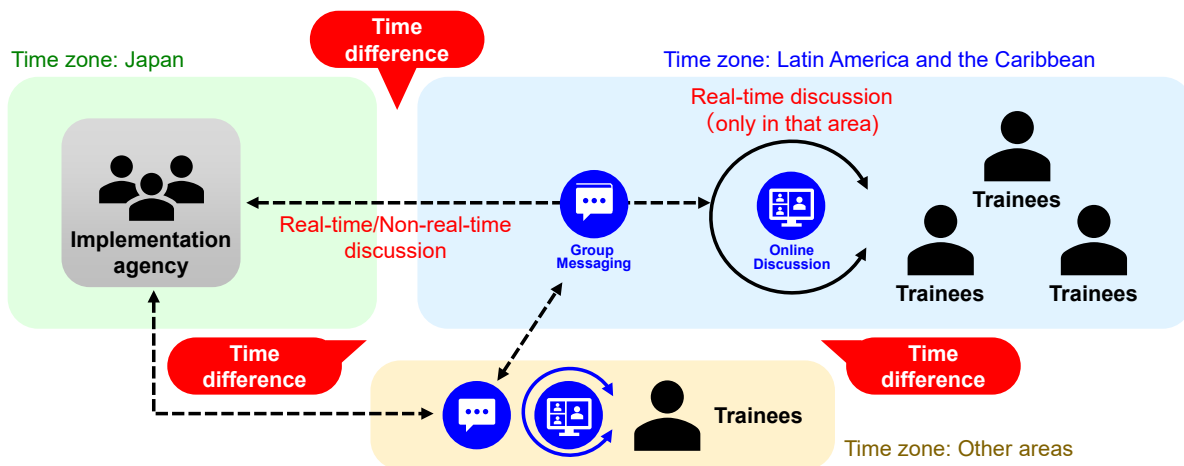 Time
difference
Time zone: Japan
Time zone: Latin America and the Caribbean
Real-time discussion
（only in that area）
Implementation
agency
Real-time/Non-real-time
discussion
Group
Messaging
Online
Discussion
Trainees
Trainees
Trainees
Time
difference
Time
difference
Trainees
Time zone: Other areas